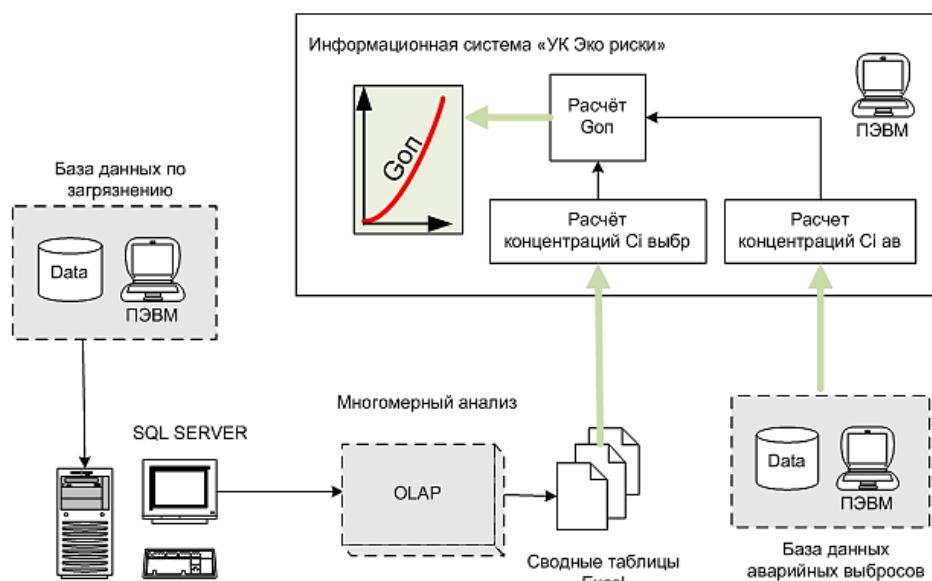 Информационная система «УК Эко риски»
Gоп
Расчёт
Gоп
ПЭВМ
Расчёт
концентраций Ci выбр
Расчет
концентраций Ci ав
База данных по
загрязнению
Data
ПЭВМ
SQL SERVER
Многомерный анализ
OLAP
Сводные таблицы
Excel
Data
ПЭВМ
База данных
аварийных выбросов